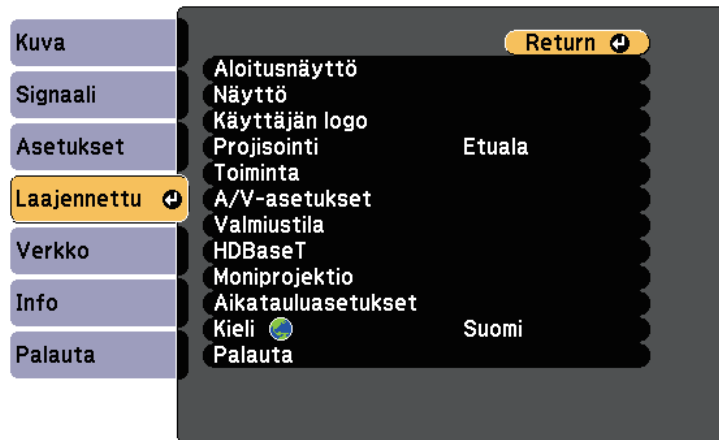 Kuva
Signaali
Asetukset
Laajennettu
Verkko
Info
Palauta
Return
Aloitusnäyttö
Näyttö
Käyttäjän logo
Projisointi Etuala
Toiminta
A/V-asetukset
Valmiustila
HDBaseT
Moniprojektio
Aikatauluasetukset
Kieli Suomi
Palauta